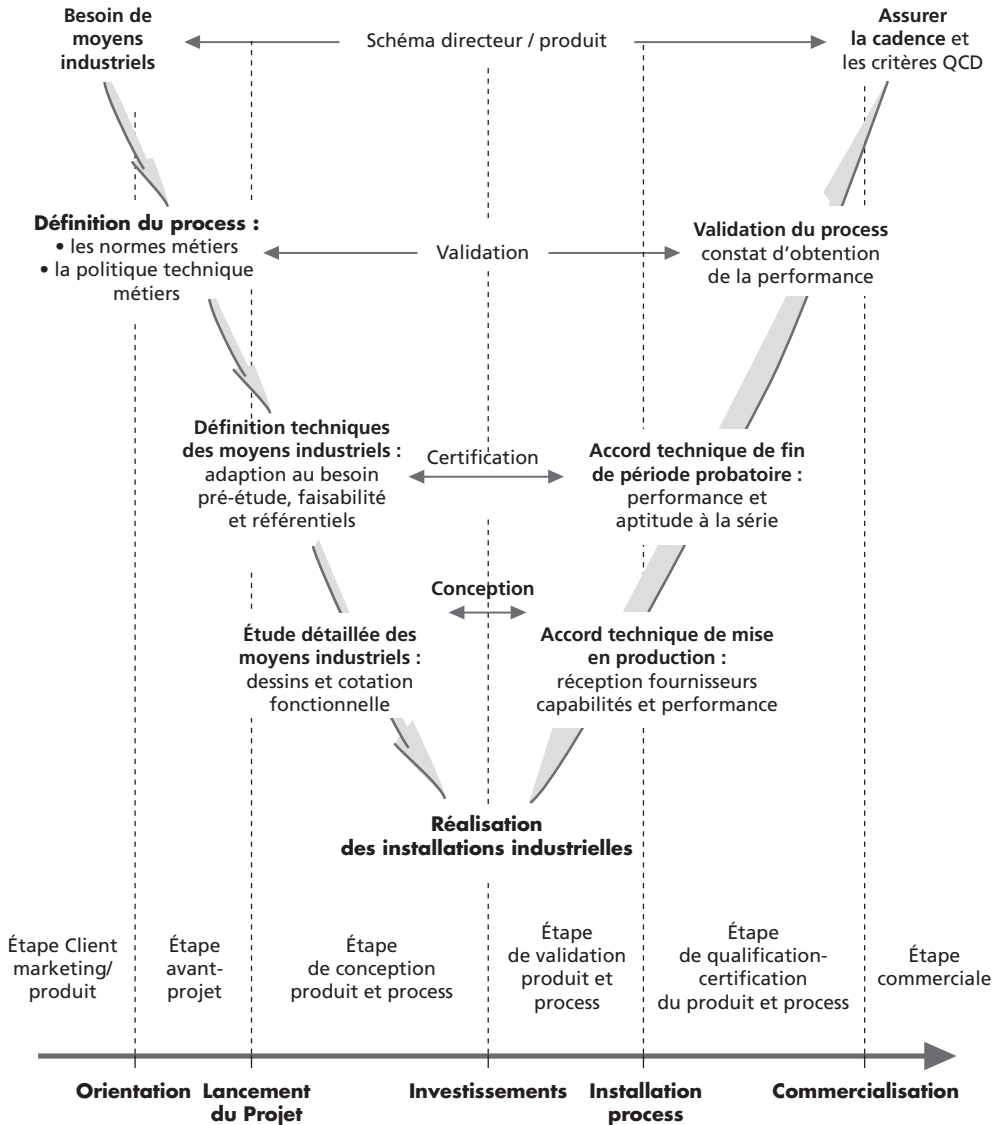 Besoin de
moyens
industriels
Schéma directeur / produit
Assurer
la cadence et
les critères QCD
Définition du process :
• les normes métiers
• la politique technique
métiers
Validation
Validation du process
constat d'obtention
de la performance
Définition techniques
des moyens industriels :
adaption au besoin
pré-étude, faisabilité
et référentiels
Certification
Accord technique de fin
de période probatoire :
performance et
aptitude à la série
Conception
Étude détaillée des
moyens industriels :
dessins et cotation
fonctionnelle
Accord technique de mise
en production :
réception fournisseurs
capabilités et performance
Réalisation
des installations industrielles
Étape Client
marketing/
produit
Étape
avant-
projet
Étape
de conception
produit et process
Étape
de validation
produit et
process
Étape
de qualification-
certification
du produit et process
Étape
commerciale
Orientation
Lancement
du Projet
Investissements
Installation
process
Commercialisation